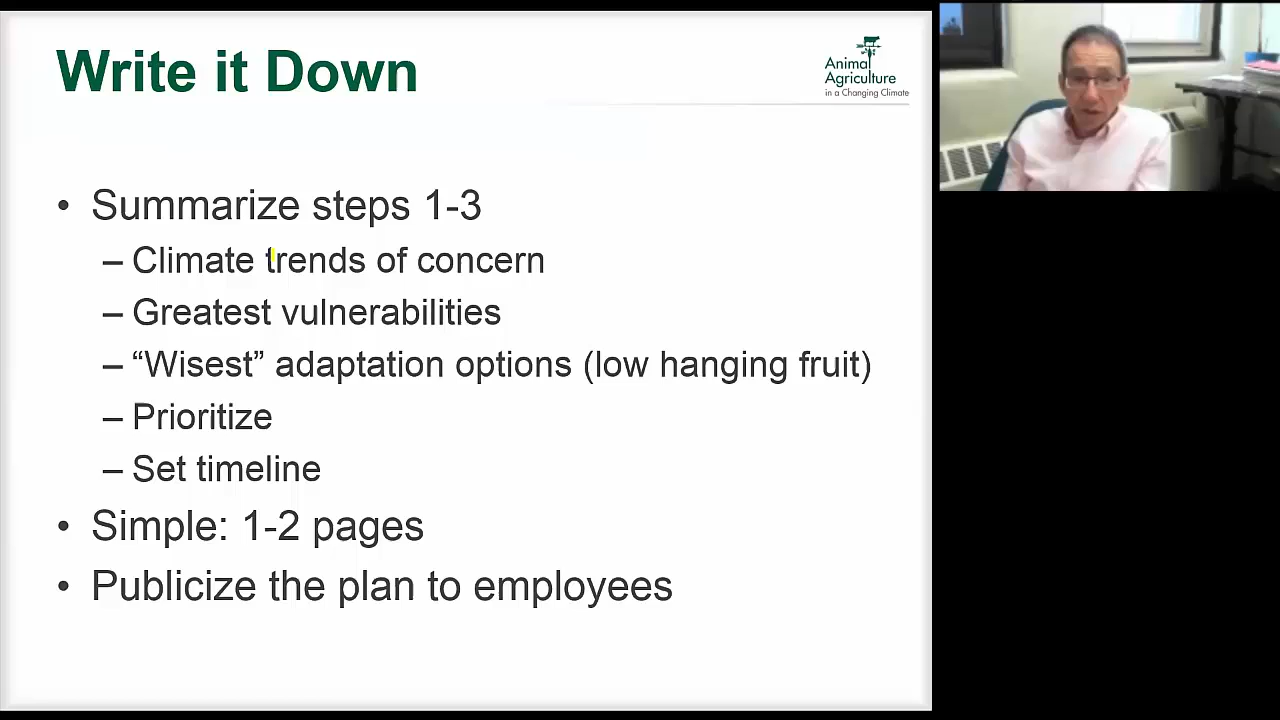 Write it Down
Animal
Agriculture
in a Changing Climate
• Summarize steps 1-3
– Climate trends of concern
– Greatest vulnerabilities
– “Wisest” adaptation options (low hanging fruit)
– Prioritize
– Set timeline
• Simple: 1-2 pages
• Publicize the plan to employees